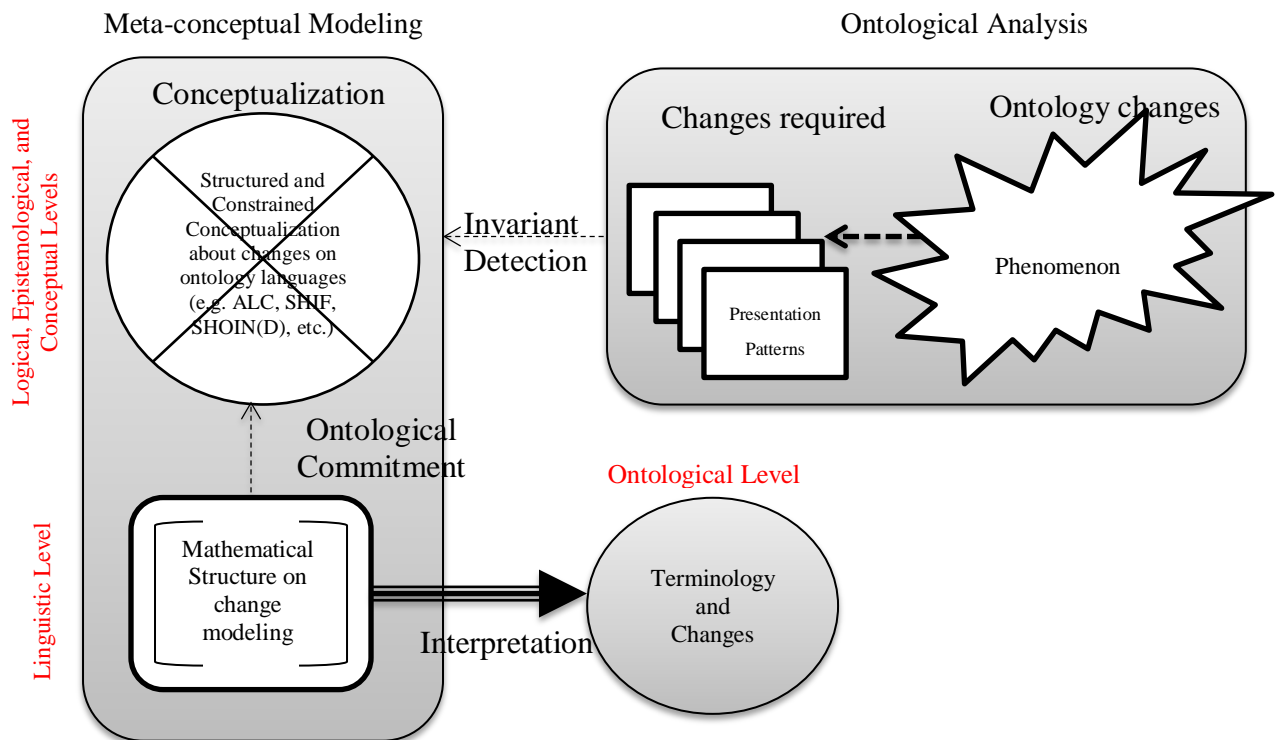 Meta-conceptual Modeling
Ontological Analysis
Logical, Epistemological, and
Conceptual Levels
Conceptualization
Structured and
Constrained
Conceptualization
about changes on
ontology languages
(e.g. ALC, SHIF,
SHOIN(D), etc.)
Invariant
Detection
Changes required
Ontology changes
Presentation
Patterns
Phenomenon
Ontological
Commitment
Linguistic Level
Mathematical
Structure on
change
modeling
Interpretation
Ontological Level
Terminology
and
Changes